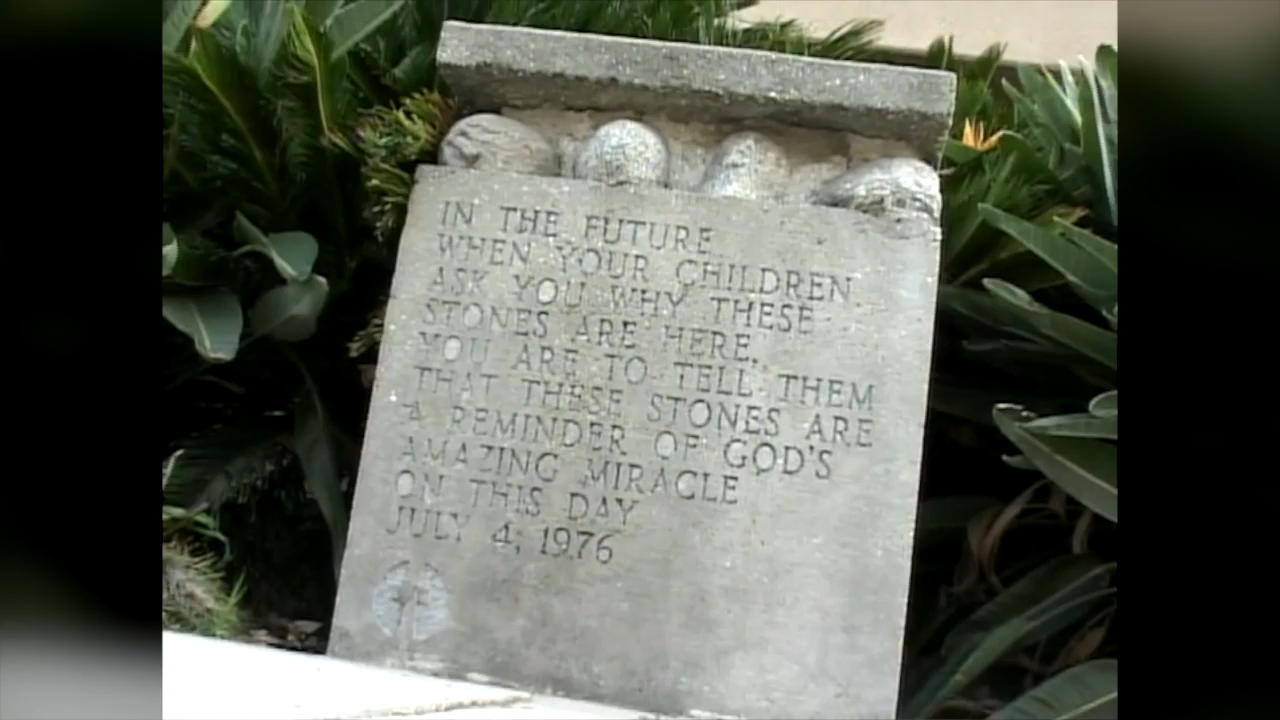 IN THE FUTURE
WHEN YOUR CHILDREN
ASK YOU WHY THESE
STONES ARE HERE,
YOU ARE TO TELL THEM
THAT THESE STONES ARE
A REMINDER OF GOD'S
AMAZING MIRACLE
ON THIS DAY
JULY 4, 1976